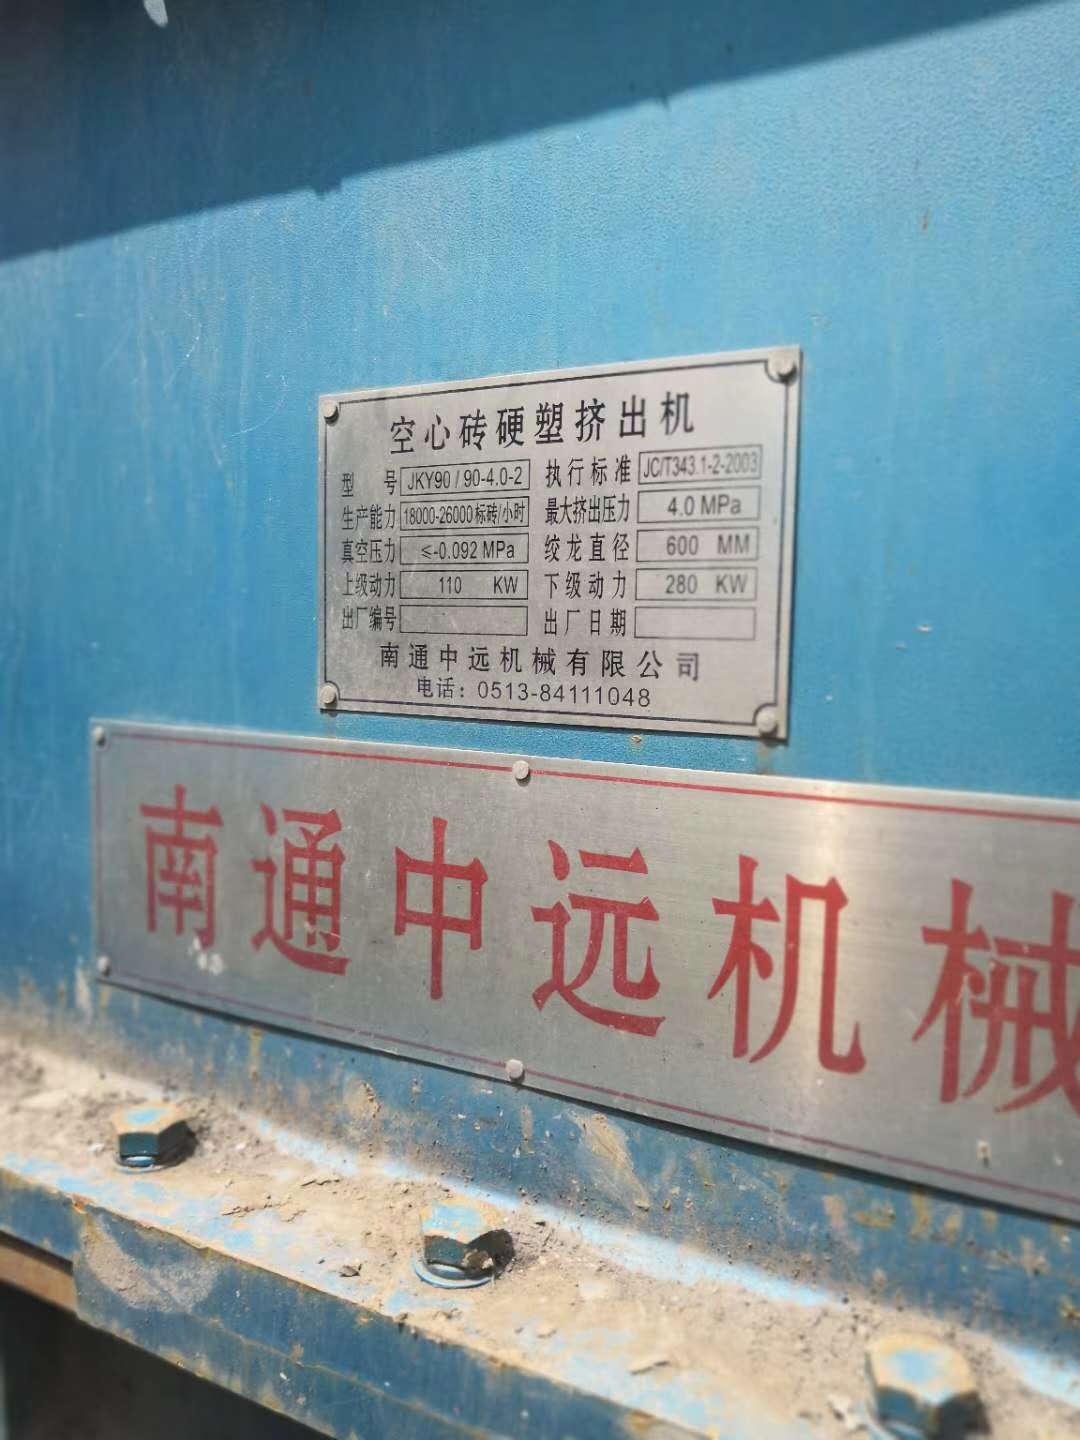 空心砖硬塑挤出机
型号 JKY90/90-4.0-2 执行标准 JC/T343.1-2-2003
生产能力 18000-26000标砖/小时 最大挤出压力 4.0 MPa
真空压力 ≤-0.092 MPa 绞龙直径 600 MM
上级动力 110 KW 下级动力 280 KW
出厂编号 出厂日期
南通中远机械有限公司
电话：0513-84111048
南通中远机械